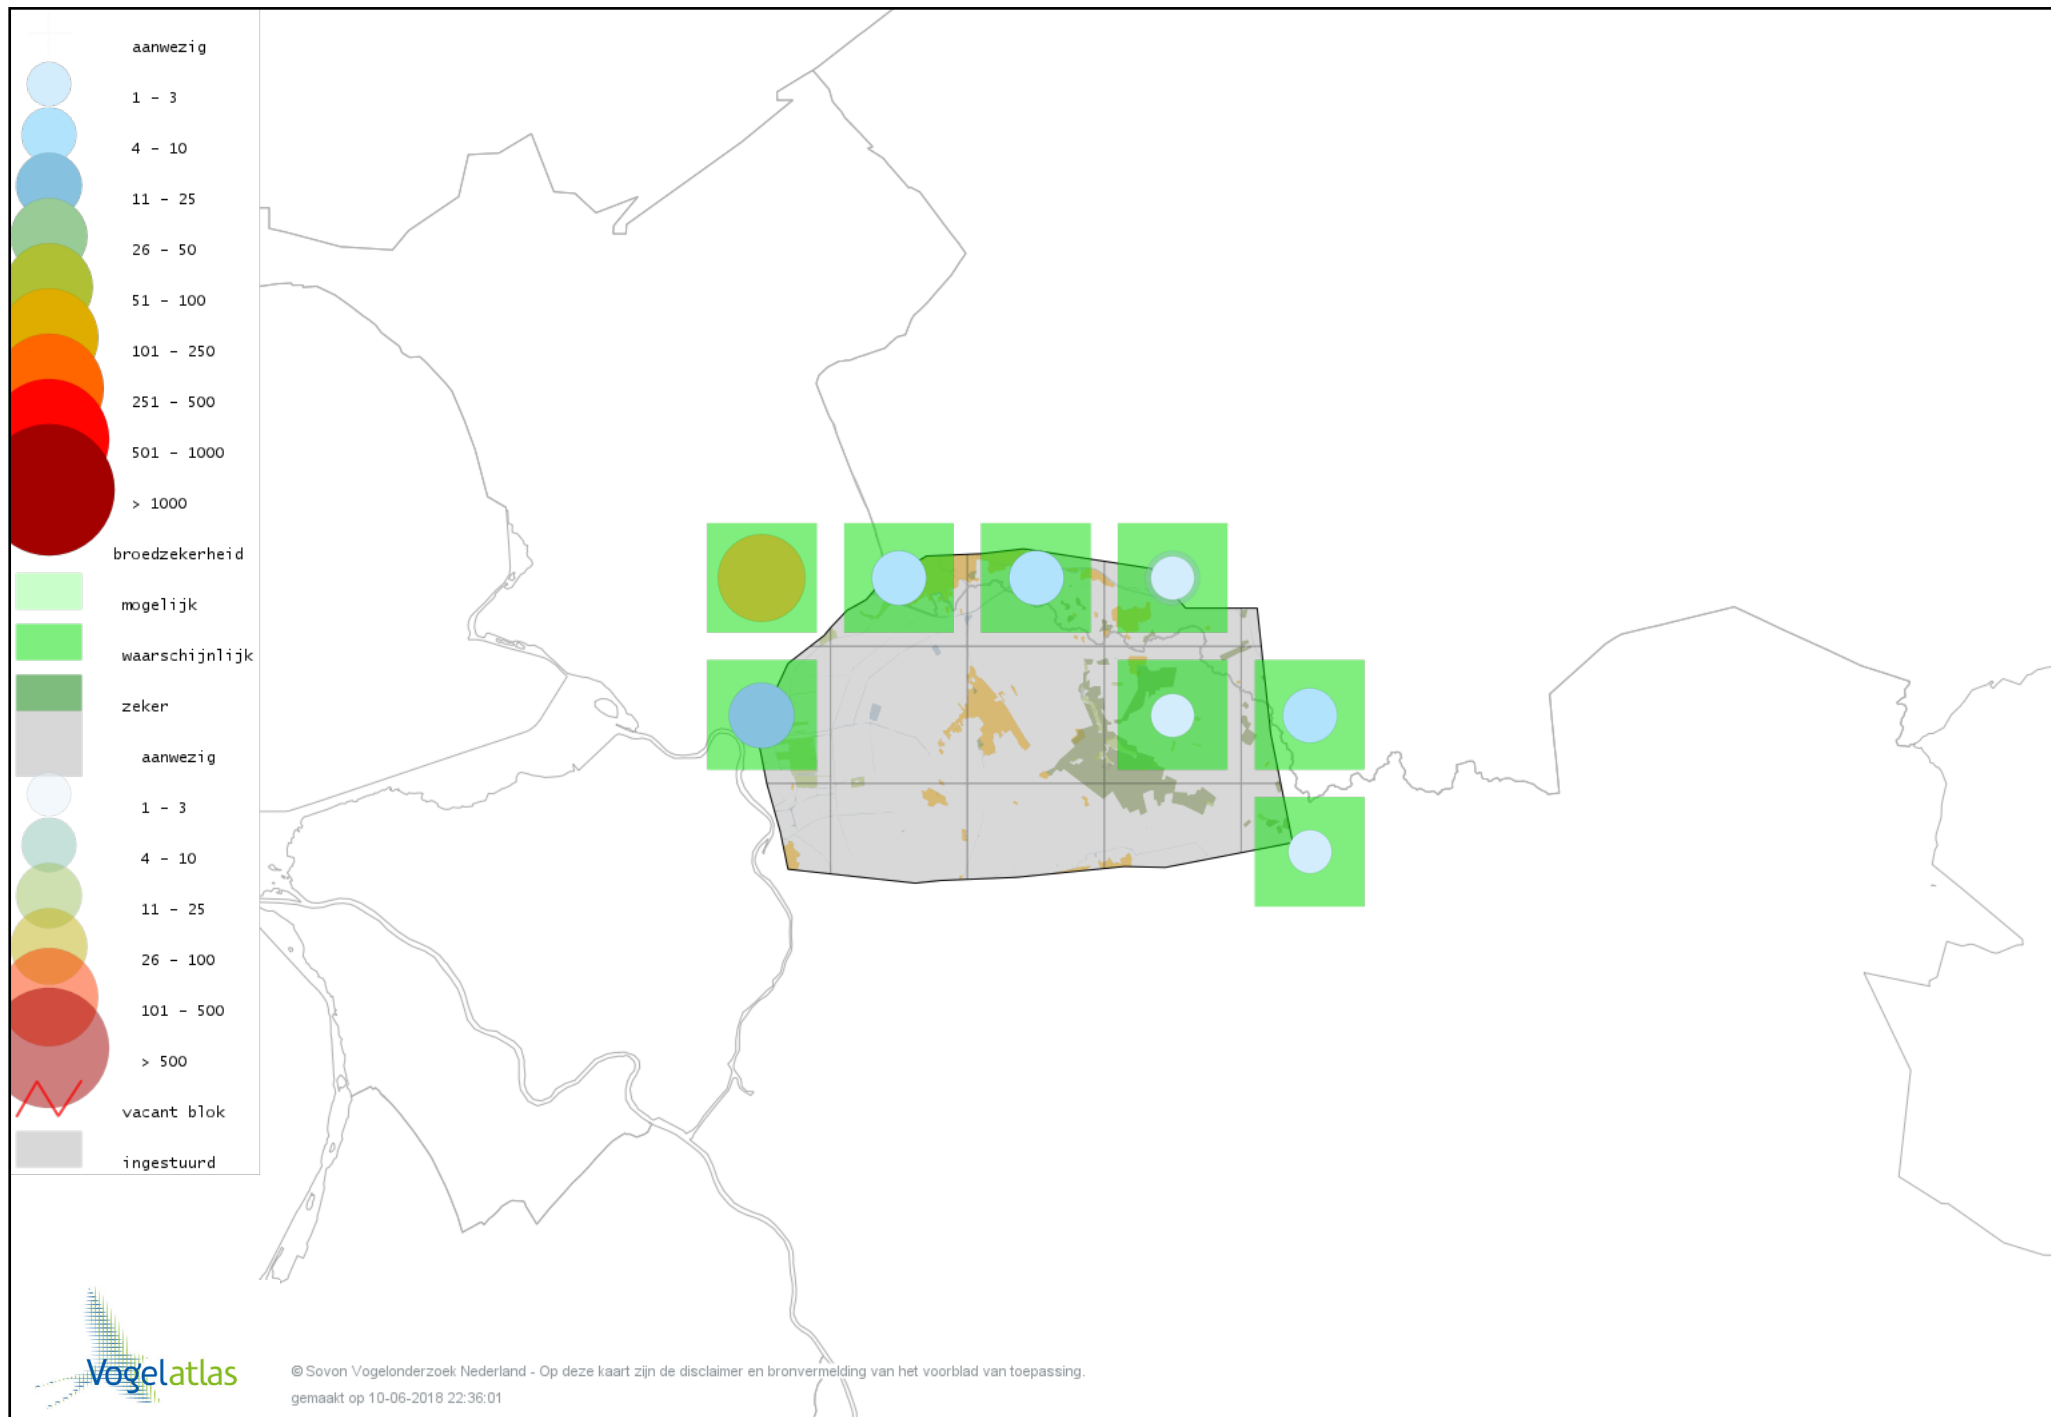 aanwezig
1 - 3
4 - 10
11 - 25
26 - 50
51 - 100
101 - 250
251 - 500
501 - 1000
> 1000
broedzekerheid
mogelijk
waarschijnlijk
zeker
aanwezig
1 - 3
4 - 10
11 - 25
26 - 100
101 - 500
> 500
vacant blok
ingestuurd
Vogelatlas
© Sovon Vogelonderzoek Nederland - Op deze kaart zijn de disclaimer en bronvermelding van het voorblad van toepassing.
gemaakt op 10-06-2018 22:36:01